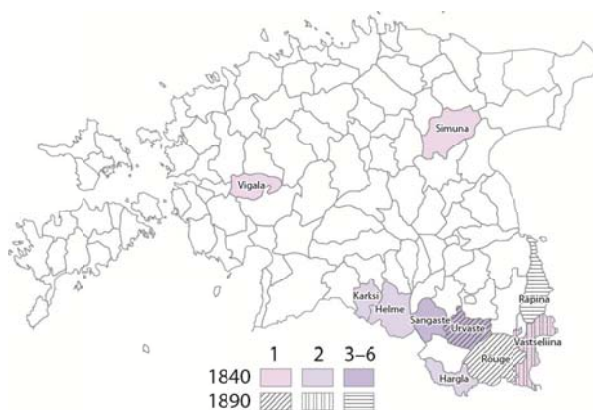 Simuna
Vigala
Karksi
Helme
Sangaste
Urvaste
Räpina
Vastseliina
Rõuge
Hargla
1 2 3–6
1840
1890